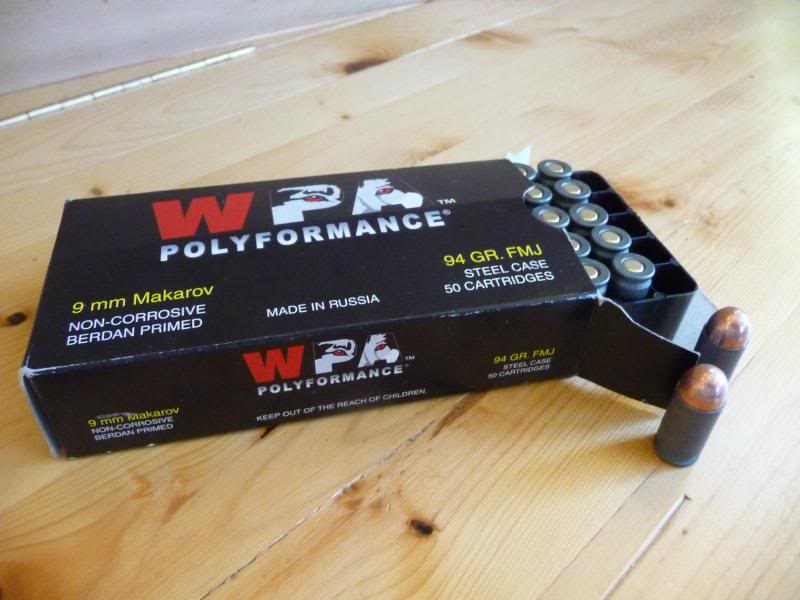 WPA™
POLYFORMANCE®
9 mm Makarov
NON-CORROSIVE
BERDAN PRIMED
MADE IN RUSSIA
94 GR. FMJ
STEEL CASE
50 CARTRIDGES
WPA™
POLYFORMANCE®
9 mm Makarov
NON-CORROSIVE
BERDAN PRIMED
KEEP OUT OF THE REACH OF CHILDREN.
94 GR. FMJ
STEEL CASE
50 CARTRIDGES